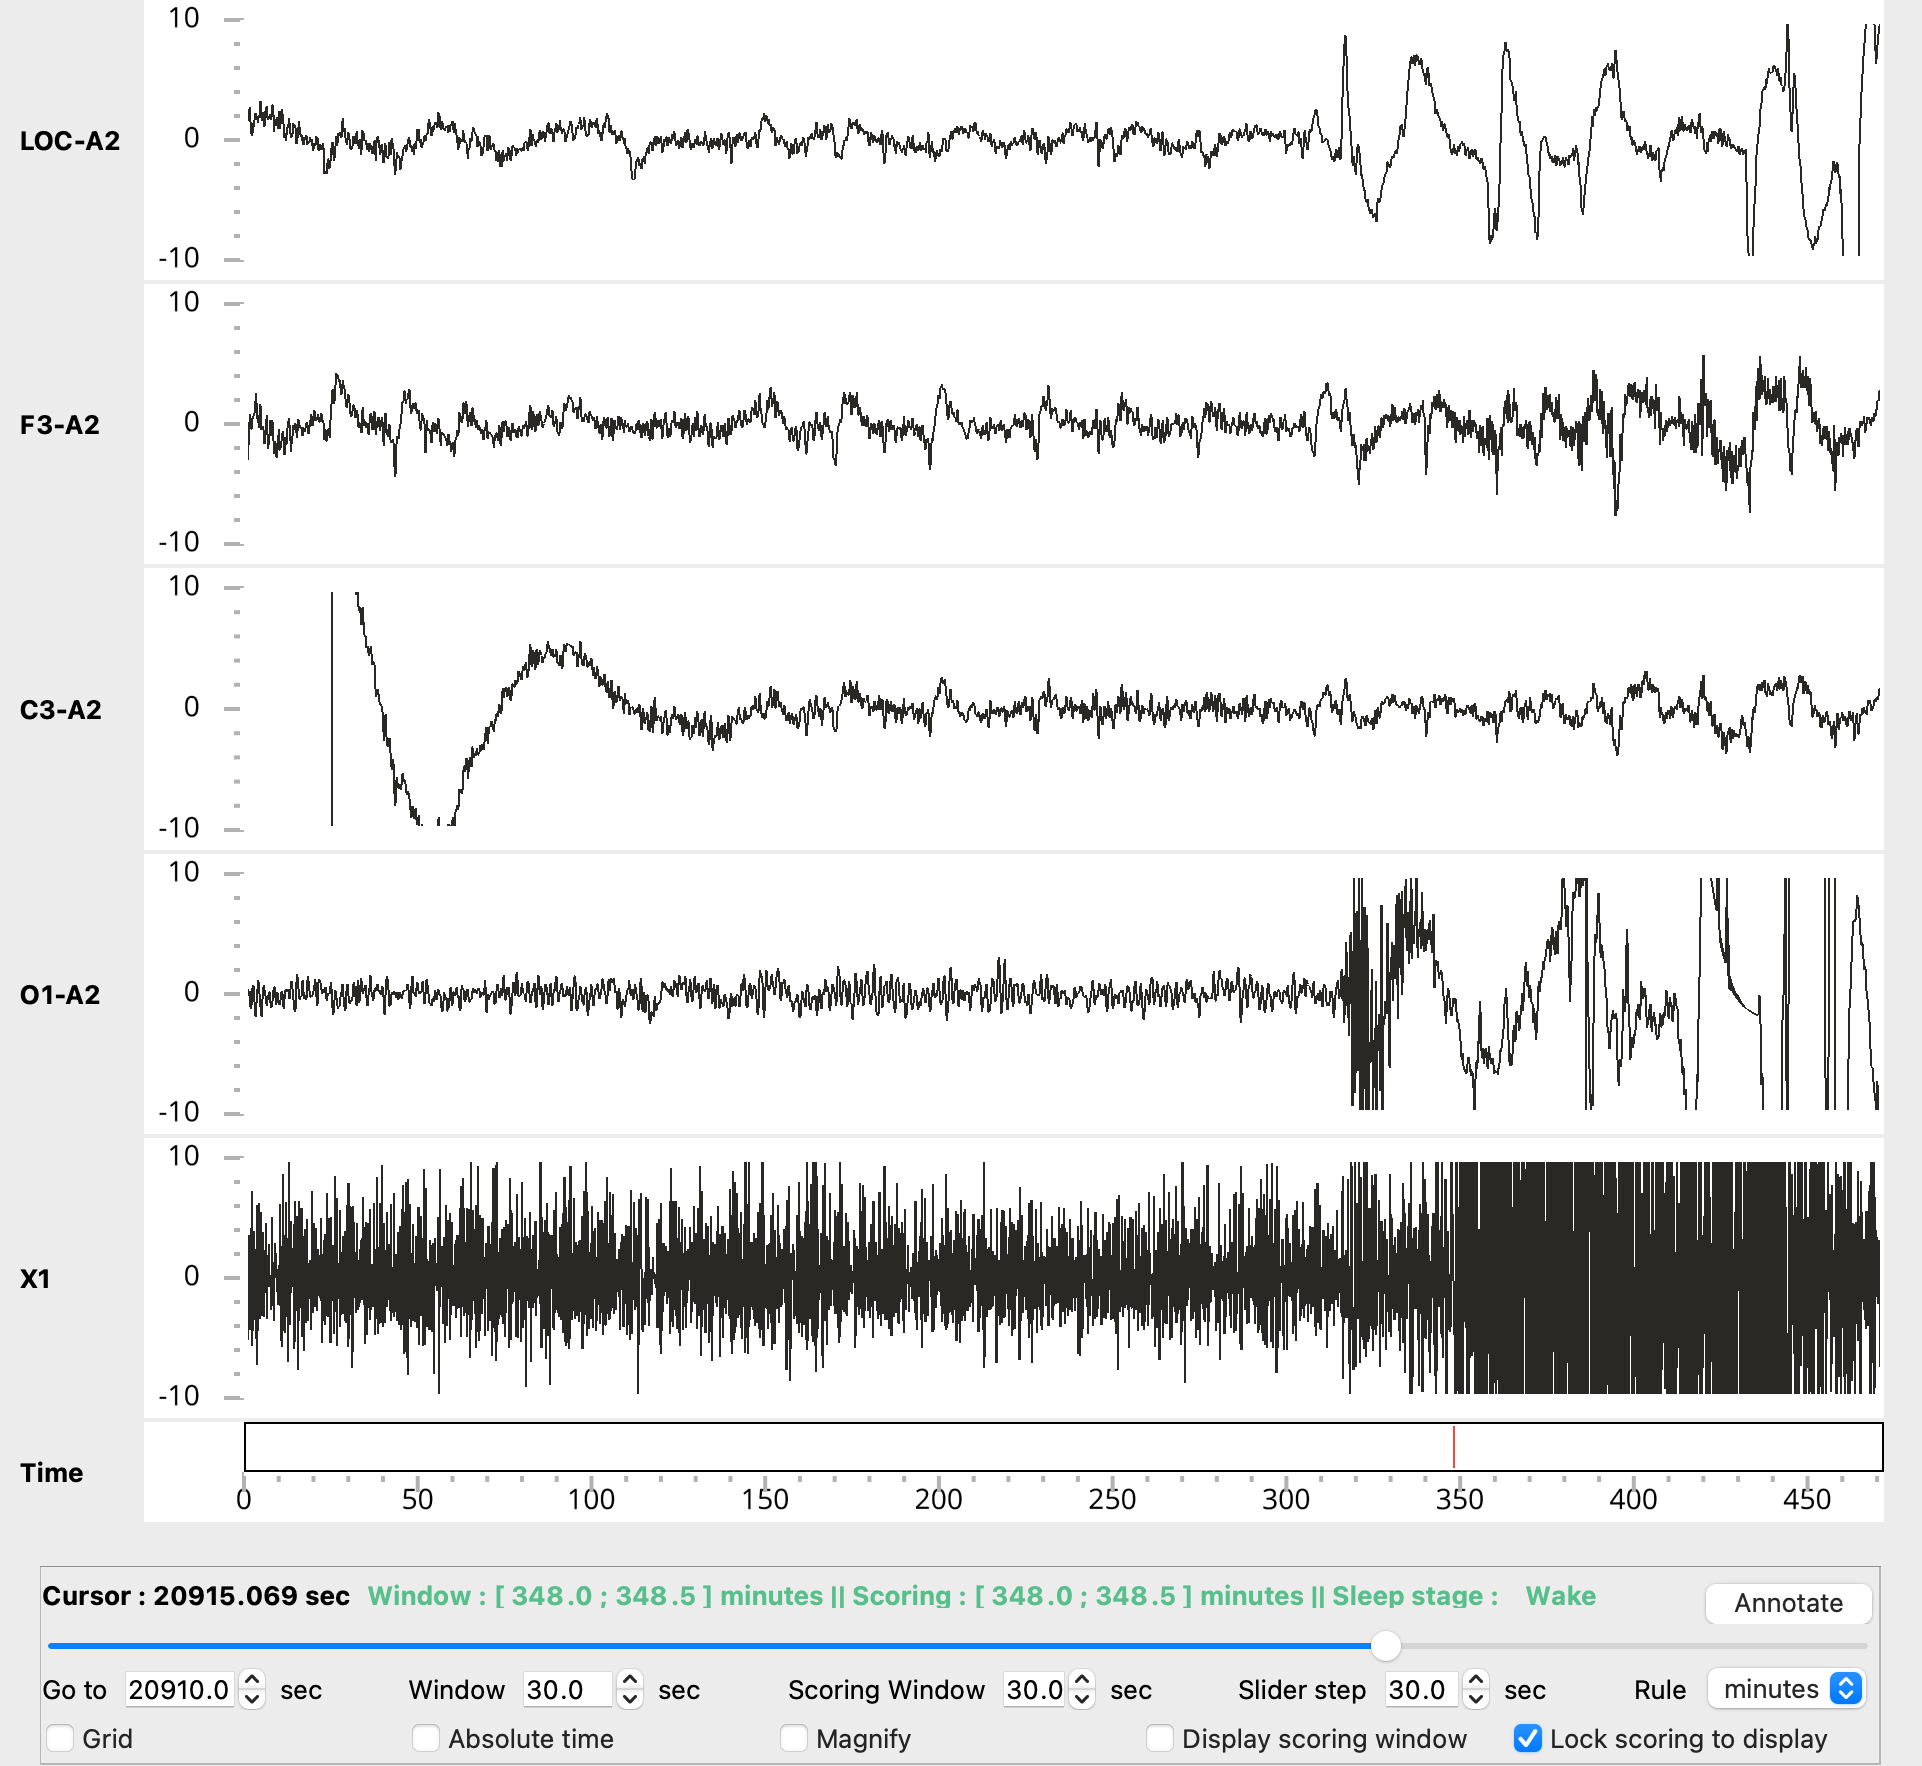 10
LOC-A2 0
-10
10
F3-A2 0
-10
10
C3-A2 0
-10
10
O1-A2 0
-10
10
X1 0
-10
Time
0 50 100 150 200 250 300 350 400 450
Cursor : 20915.069 sec Window : [ 348.0 ; 348.5 ] minutes || Scoring : [ 348.0 ; 348.5 ] minutes || Sleep stage : Wake Annotate
Go to 20910.0 sec Window 30.0 sec Scoring Window 30.0 sec Slider step 30.0 sec Rule minutes
Grid Absolute time Magnify Display scoring window Lock scoring to display